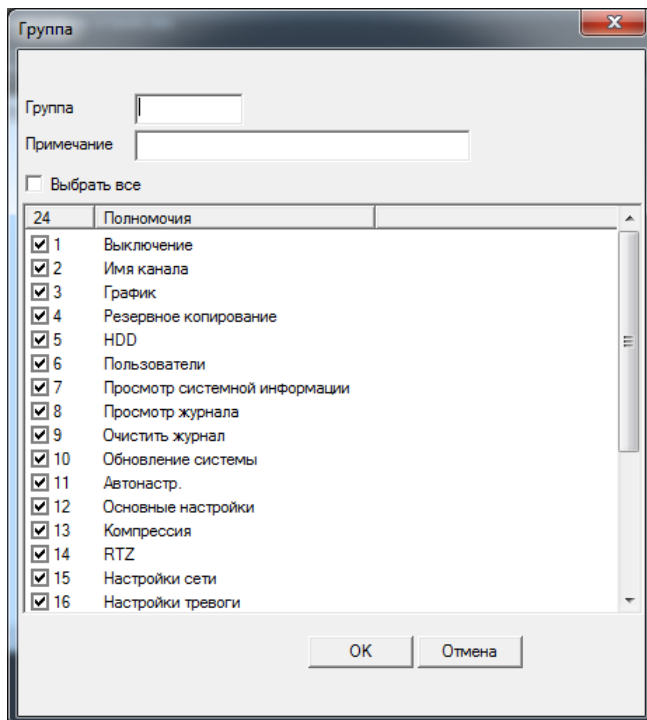 Группа
Группа
Примечание
Выбрать все
24 Полномочия
1 Выключение
2 Имя канала
3 График
4 Резервное копирование
5 HDD
6 Пользователи
7 Просмотр системной информации
8 Просмотр журнала
9 Очистить журнал
10 Обновление системы
11 Автонастр.
12 Основные настройки
13 Компрессия
14 RTZ
15 Настройки сети
16 Настройки тревоги
OK Отмена